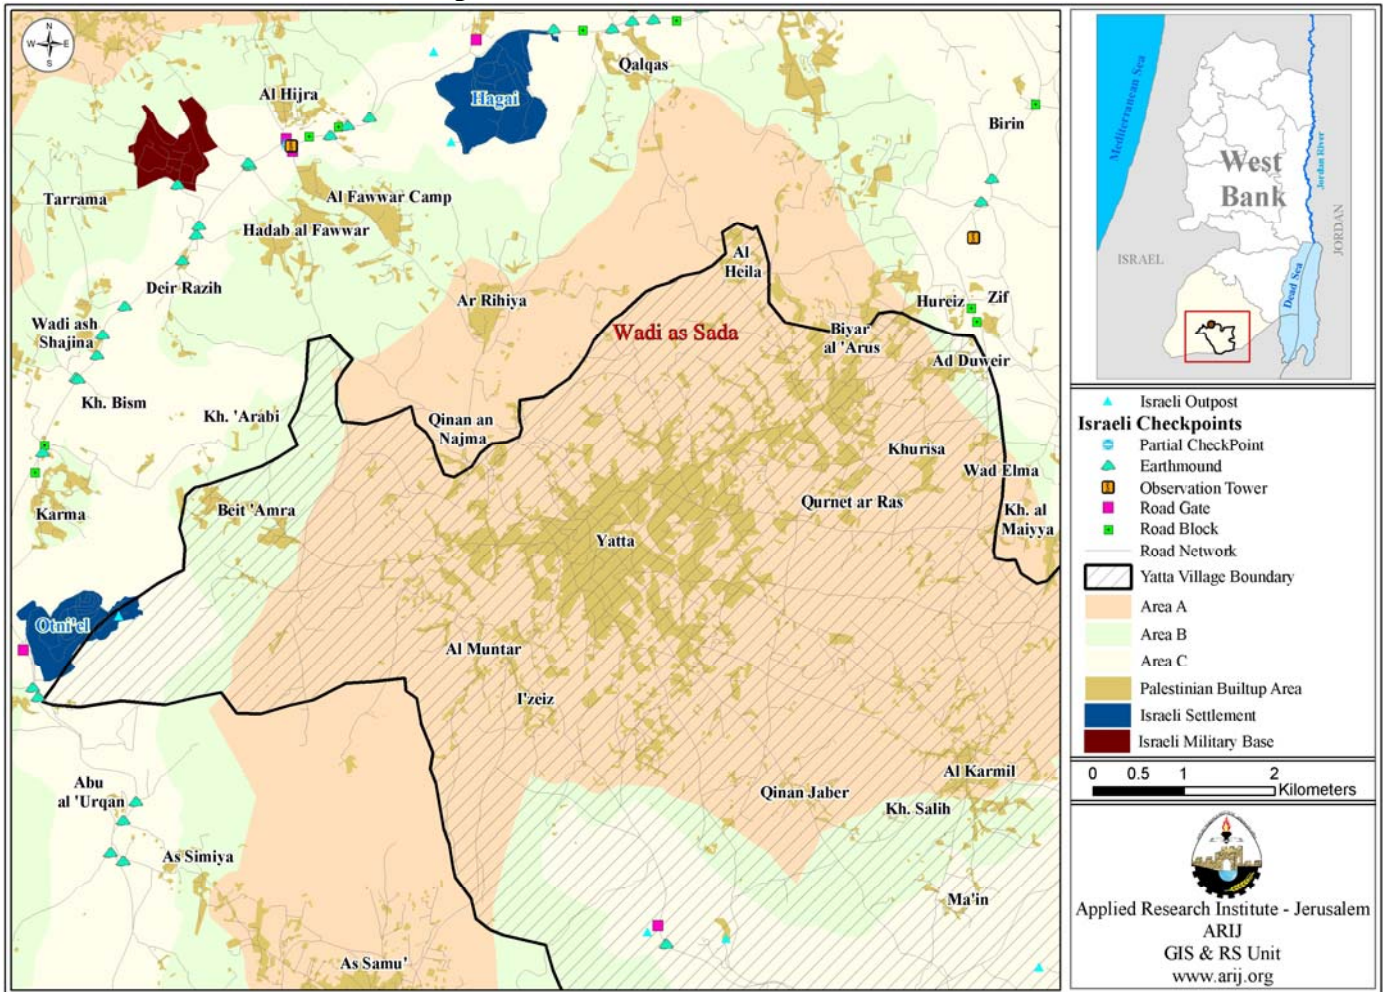 N
W E
S
Al Hijra
Hagai
Qalqas
Birin
Tarrama
Al Fawwar Camp
Hadab al Fawwar
Deir Razih
Al
Heila
Ar Rihiya
Hureiz
Zif
Wadi ash
Shajina
Wadi as Sada
Biyar
al 'Arus
Ad Duweir
Kh. Bism
Kh. 'Arabi
Qinan an
Najma
Khurisa
Wad Elma
Karma
Beit 'Amra
Qurnet ar Ras
Kh. al
Maiyya
Yatta
Otni'el
Al Muntar
I'zeiz
Abu
al 'Urqan
Qinan Jaber
Al Karmil
Kh. Salih
As Simiya
Ma'in
As Samu'
Mediterranean Sea
West
Bank
Jordan River
JORDAN
ISRAEL
Dead Sea
Israeli Outpost
Israeli Checkpoints
Partial CheckPoint
Earthmound
Observation Tower
Road Gate
Road Block
Road Network
Yatta Village Boundary
Area A
Area B
Area C
Palestinian Builtup Area
Israeli Settlement
Israeli Military Base
0 0.5 1 2
Kilometers
Applied Research Institute - Jerusalem
ARIJ
GIS & RS Unit
www.arij.org